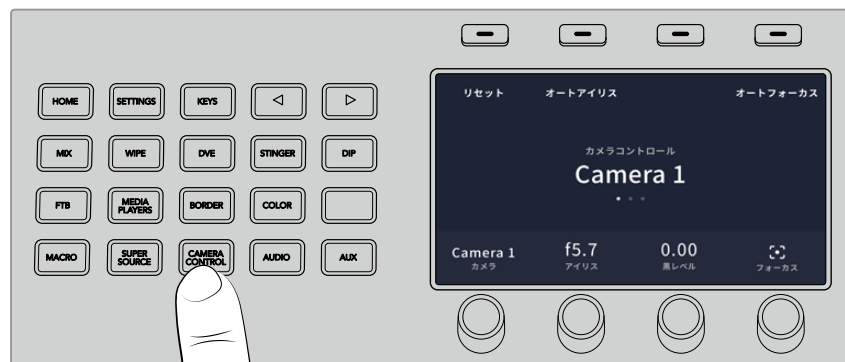 HOME SETTINGS KEYS
MIX WIPE DVE STINGER DIP
FTB MEDIA PLAYERS BORDER COLOR
MACRO SUPER SOURCE CAMERA CONTROL AUDIO AUX
リセット オートアイリス オートフォーカス
カメラコントロール
Camera 1
Camera 1 f5.7 0.00
カメラ アイリス 黒レベル フォーカス